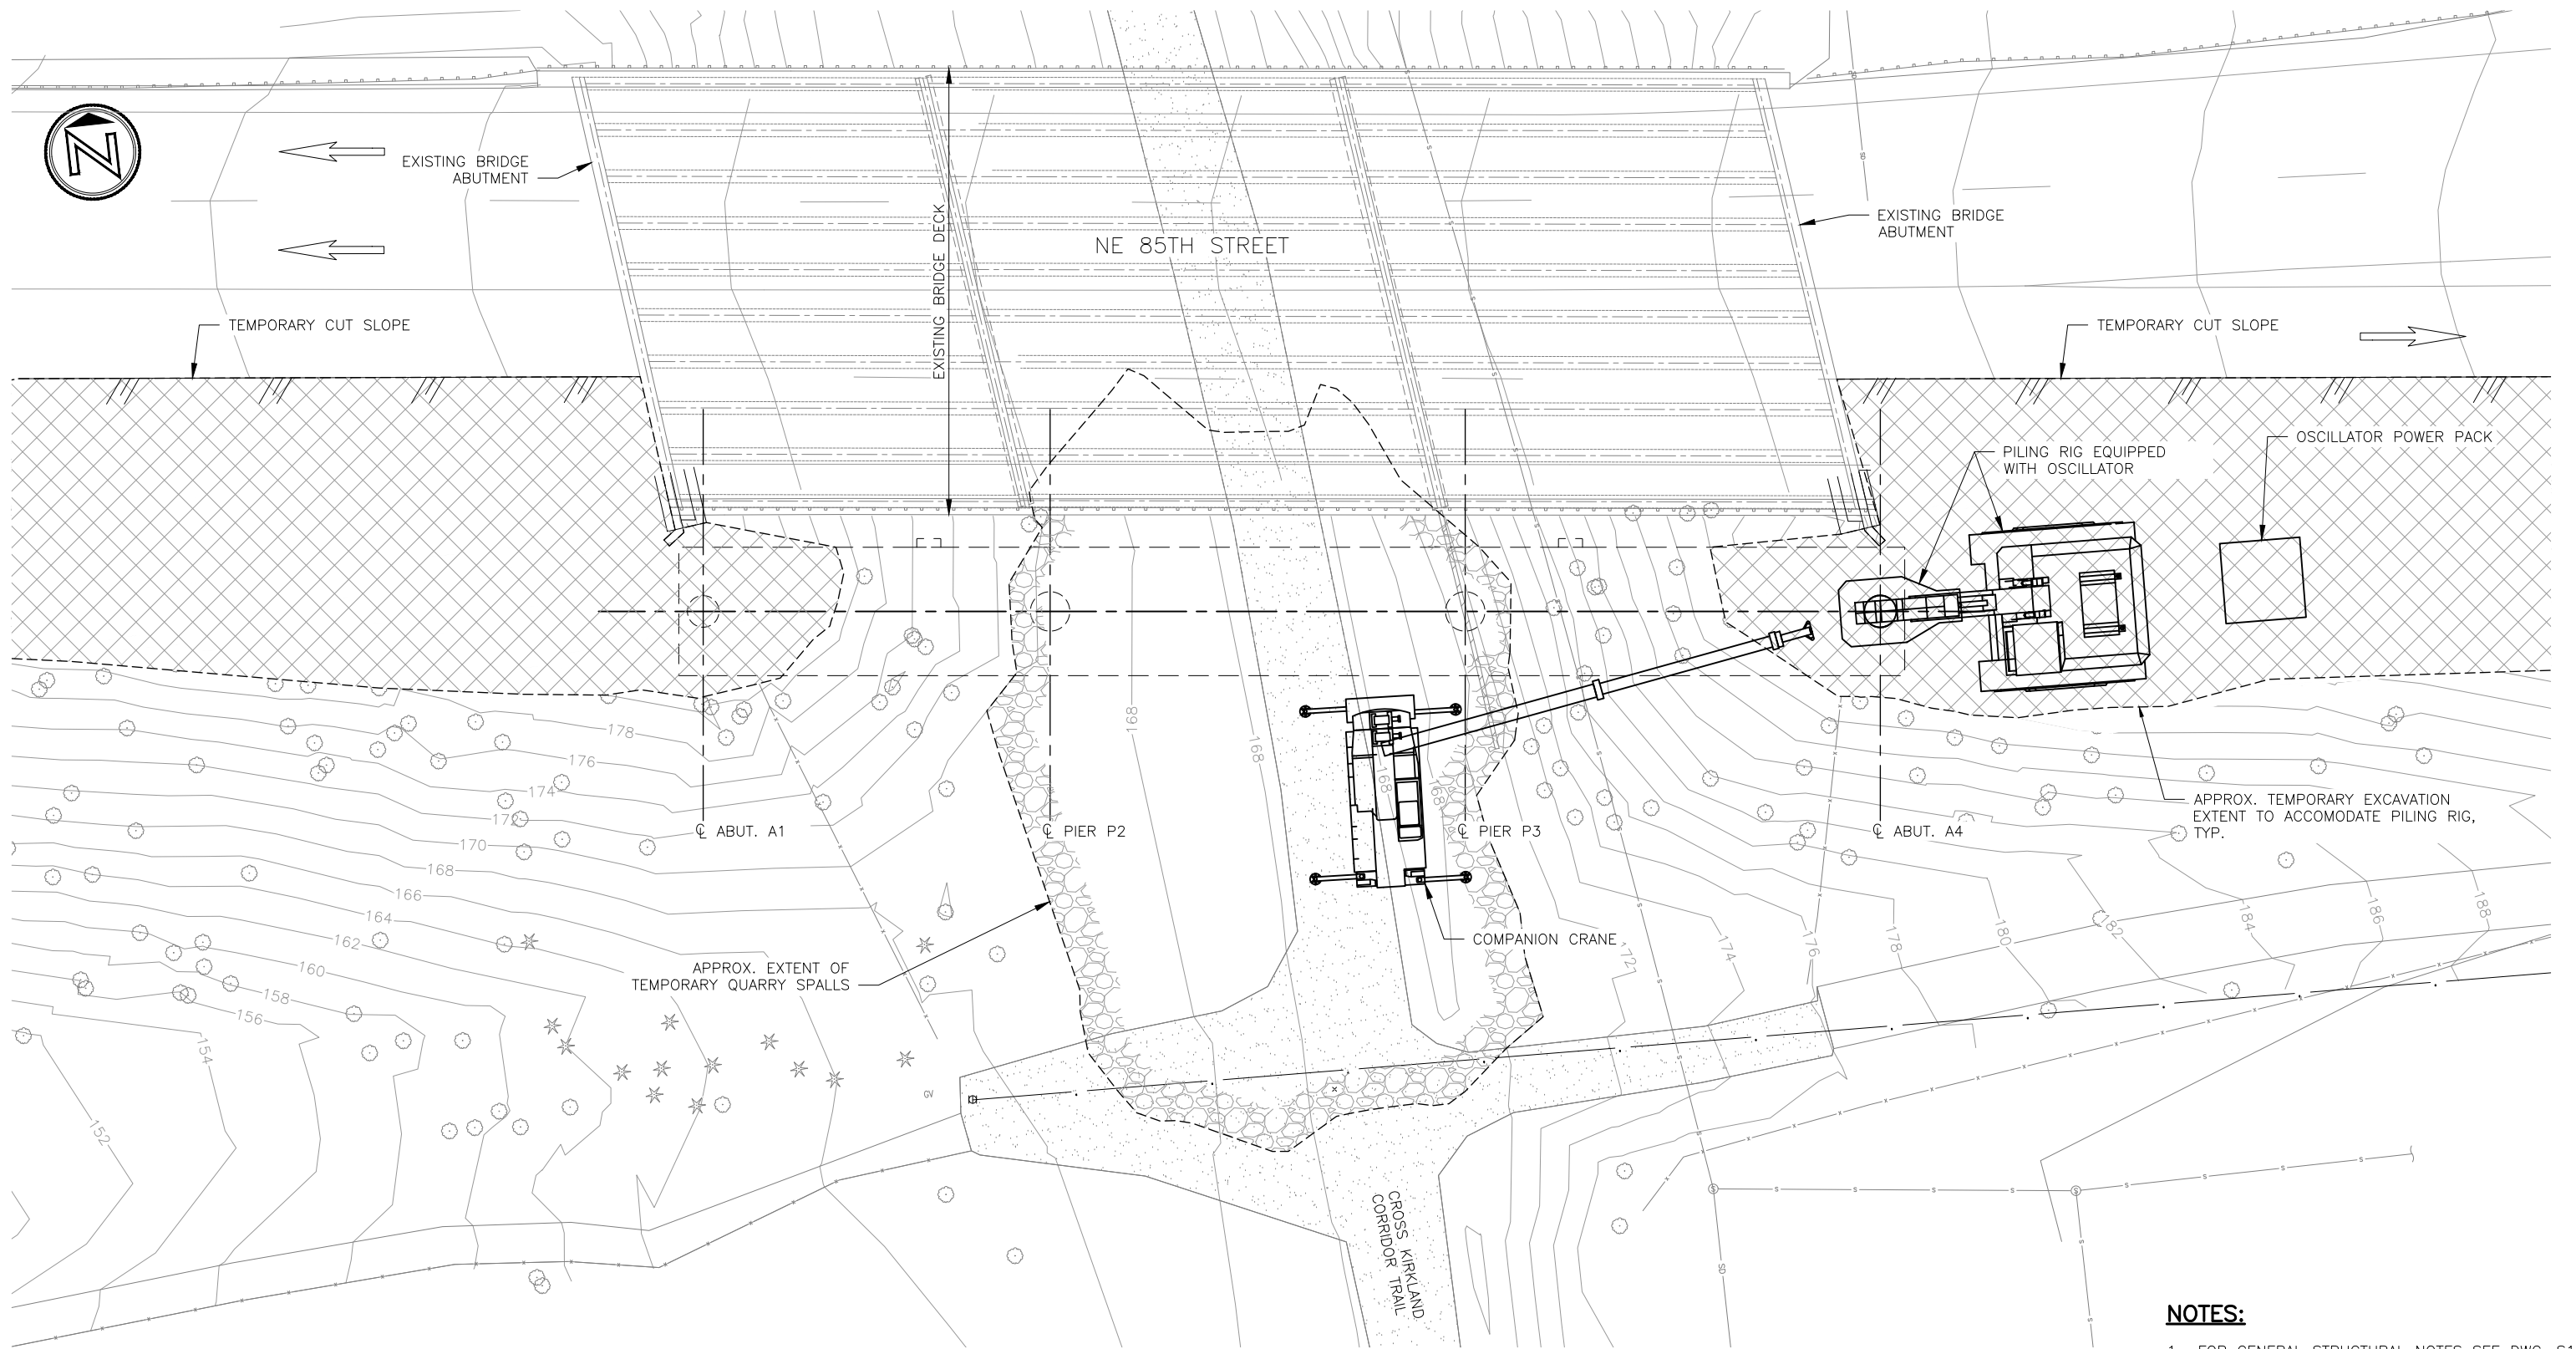 N
EXISTING BRIDGE
ABUTMENT
EXISTING BRIDGE DECK
NE 85TH STREET
EXISTING BRIDGE
ABUTMENT
TEMPORARY CUT SLOPE
TEMPORARY CUT SLOPE
PILING RIG EQUIPPED
WITH OSCILLATOR
OSCILLATOR POWER PACK
℄ ABUT. A1
℄ PIER P2
℄ PIER P3
℄ ABUT. A4
APPROX. TEMPORARY EXCAVATION
EXTENT TO ACCOMODATE PILING RIG,
TYP.
COMPANION CRANE
APPROX. EXTENT OF
TEMPORARY QUARRY SPALLS
178
176
174
172
170
168
166
164
162
160
158
156
154
152
168
168
168
168
172
174
176
178
180
182
184
186
188
GV
SD
SD
CROSS KIRKLAND
CORRIDOR TRAIL
NOTES: